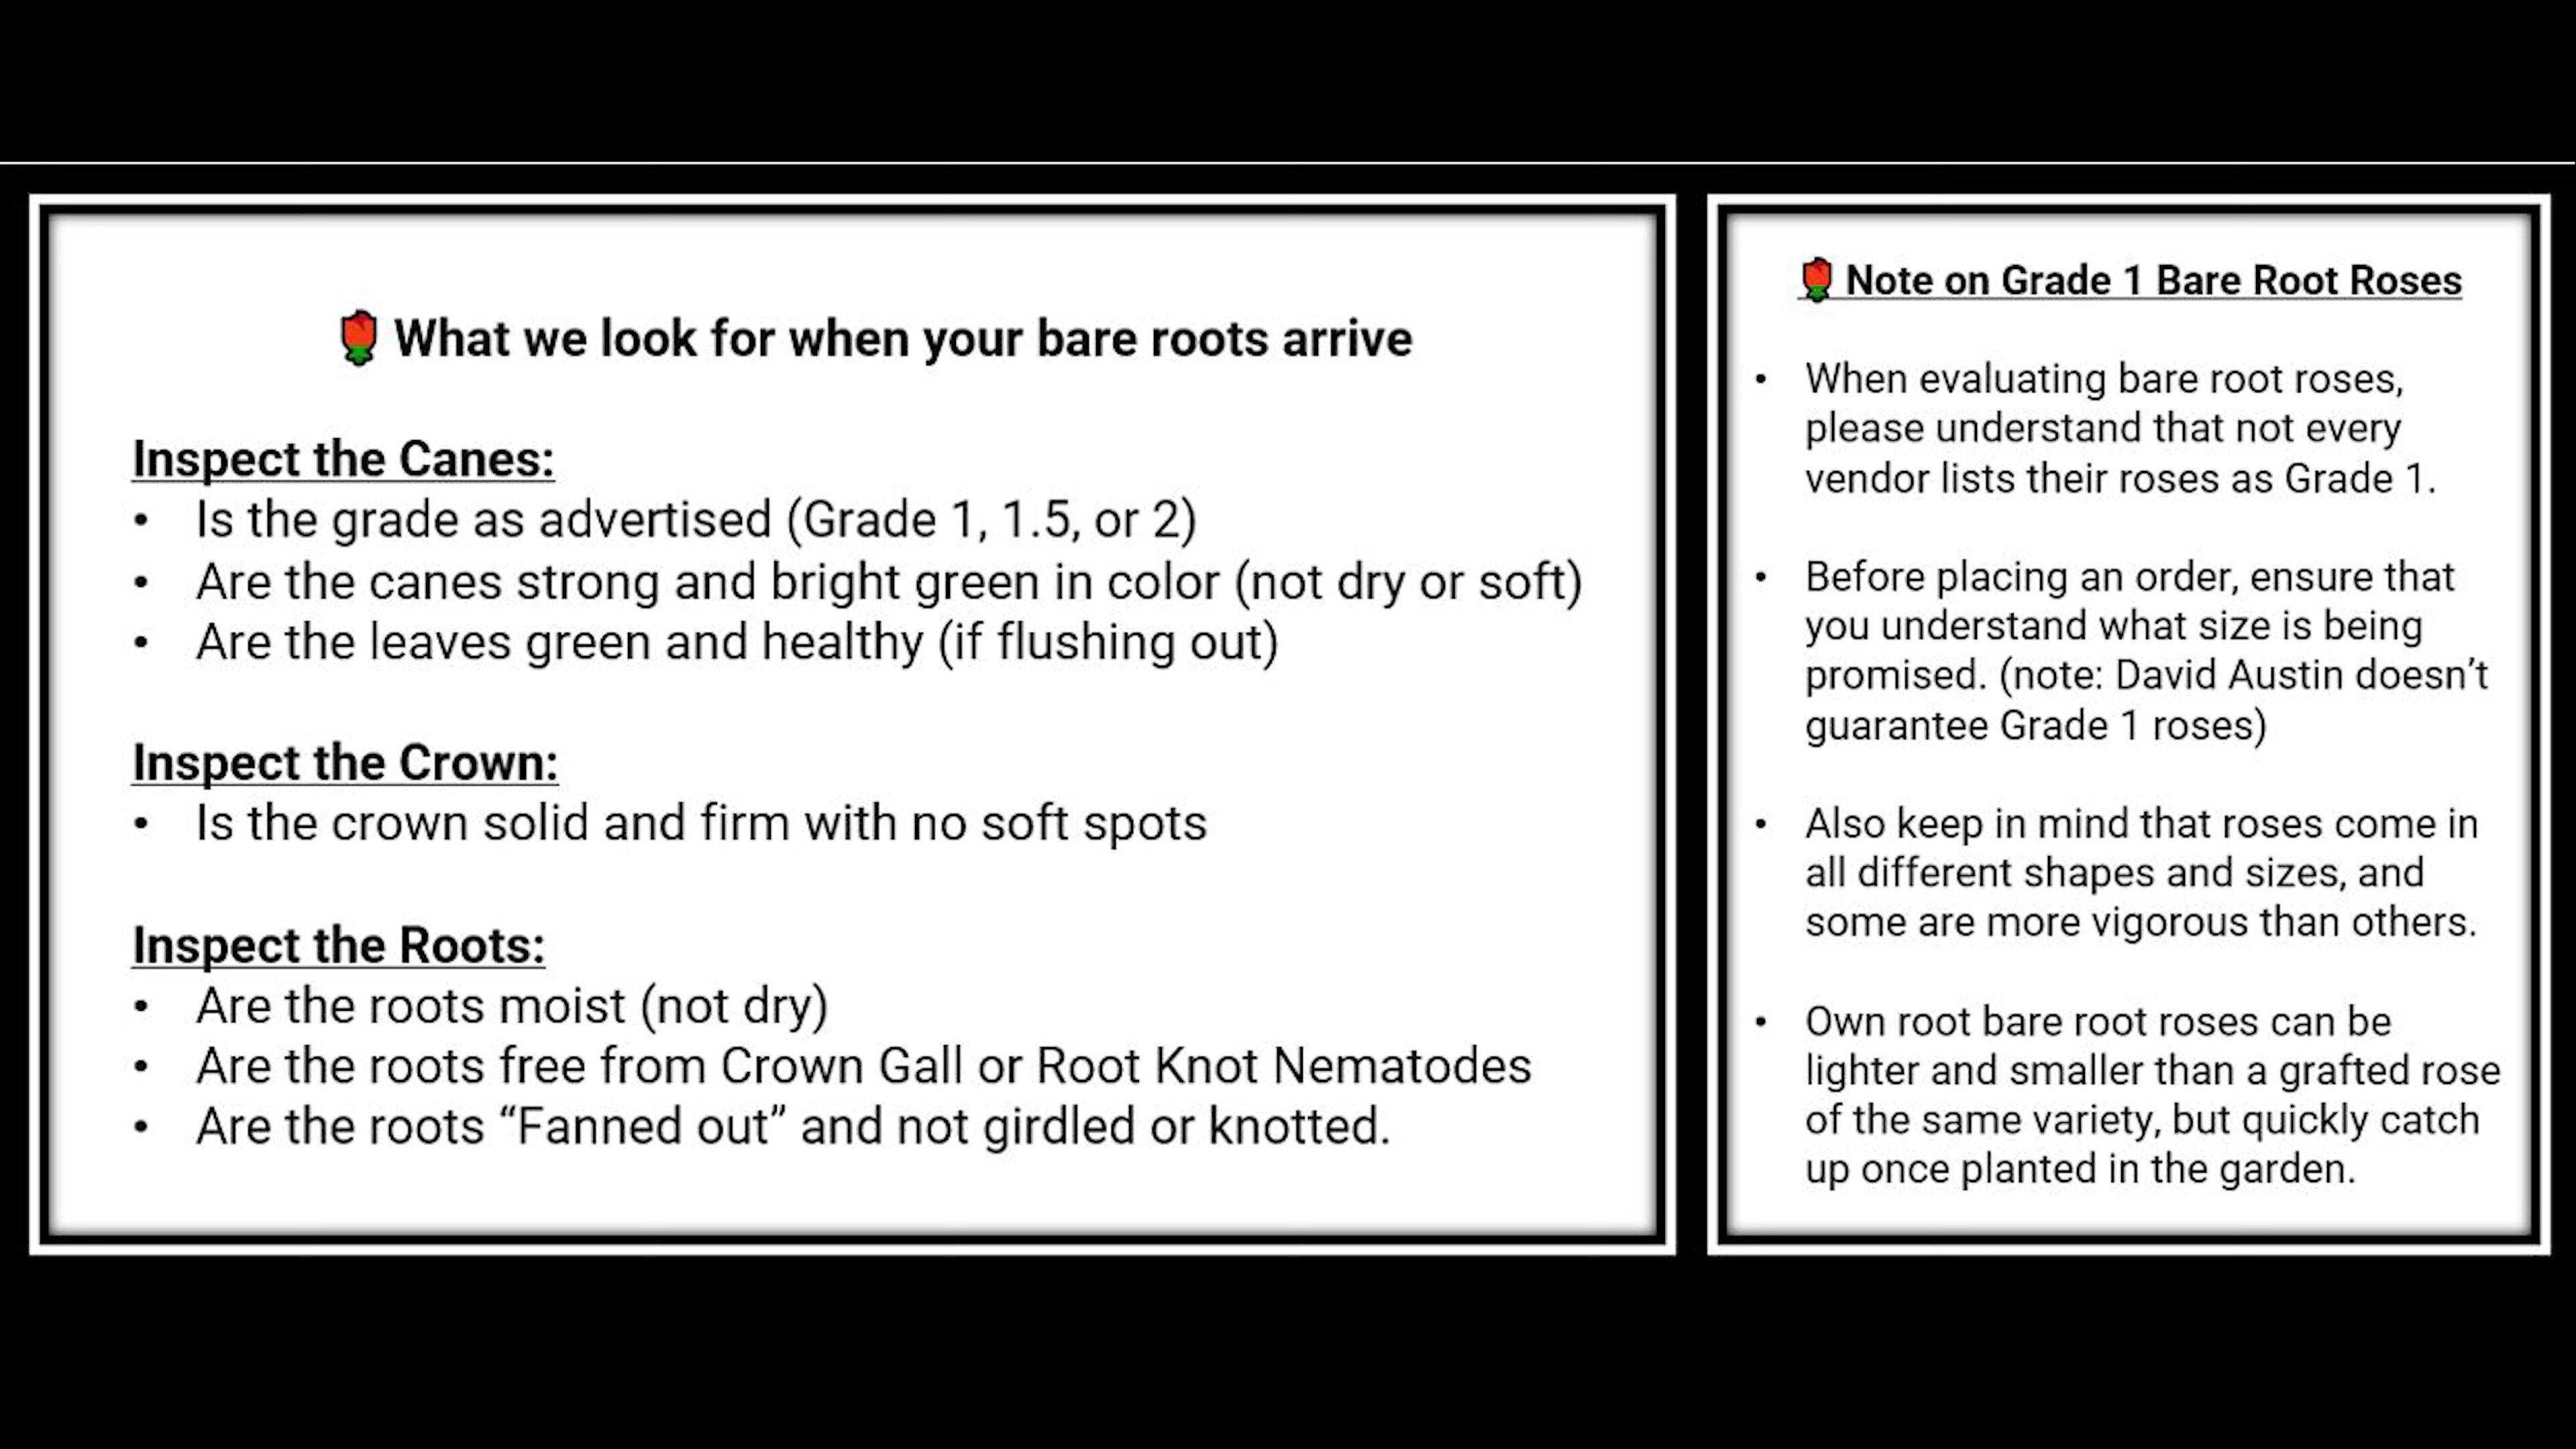 🌹 What we look for when your bare roots arrive
Inspect the Canes:
• Is the grade as advertised (Grade 1, 1.5, or 2)
• Are the canes strong and bright green in color (not dry or soft)
• Are the leaves green and healthy (if flushing out)
Inspect the Crown:
• Is the crown solid and firm with no soft spots
Inspect the Roots:
• Are the roots moist (not dry)
• Are the roots free from Crown Gall or Root Knot Nematodes
• Are the roots “Fanned out” and not girdled or knotted.
🌹 Note on Grade 1 Bare Root Roses
• When evaluating bare root roses,
please understand that not every
vendor lists their roses as Grade 1.
• Before placing an order, ensure that
you understand what size is being
promised. (note: David Austin doesn’t
guarantee Grade 1 roses)
• Also keep in mind that roses come in
all different shapes and sizes, and
some are more vigorous than others.
• Own root bare root roses can be
lighter and smaller than a grafted rose
of the same variety, but quickly catch
up once planted in the garden.